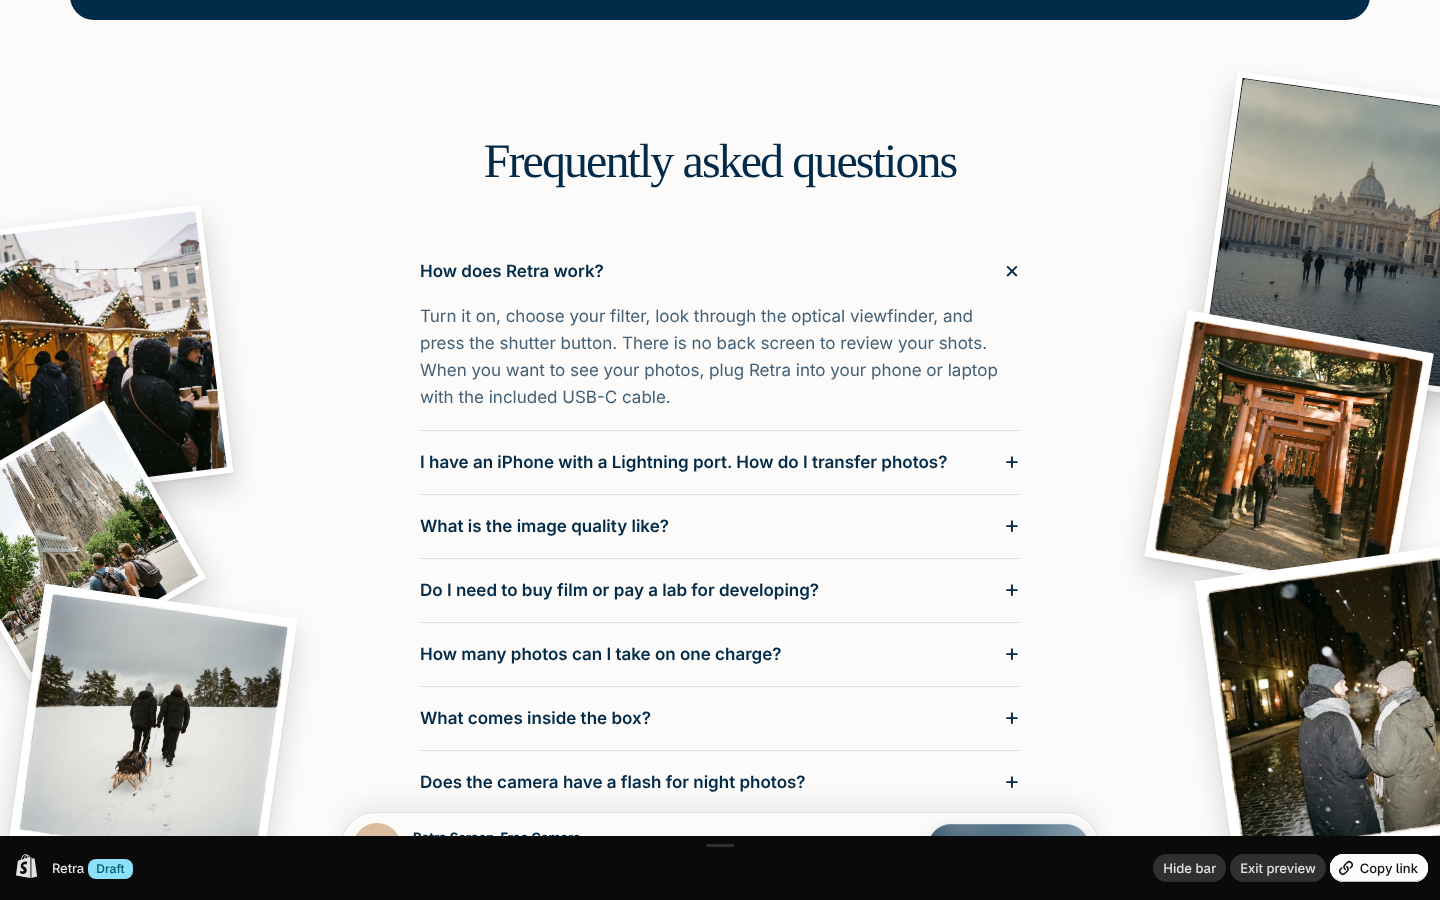 Frequently asked questions
How does Retra work?
Turn it on, choose your filter, look through the optical viewfinder, and
press the shutter button. There is no back screen to review your shots.
When you want to see your photos, plug Retra into your phone or laptop
with the included USB-C cable.
I have an iPhone with a Lightning port. How do I transfer photos?
What is the image quality like?
Do I need to buy film or pay a lab for developing?
How many photos can I take on one charge?
What comes inside the box?
Does the camera have a flash for night photos?
Retra Screen-Free Camera
Retra Draft
Hide bar
Exit preview
Copy link